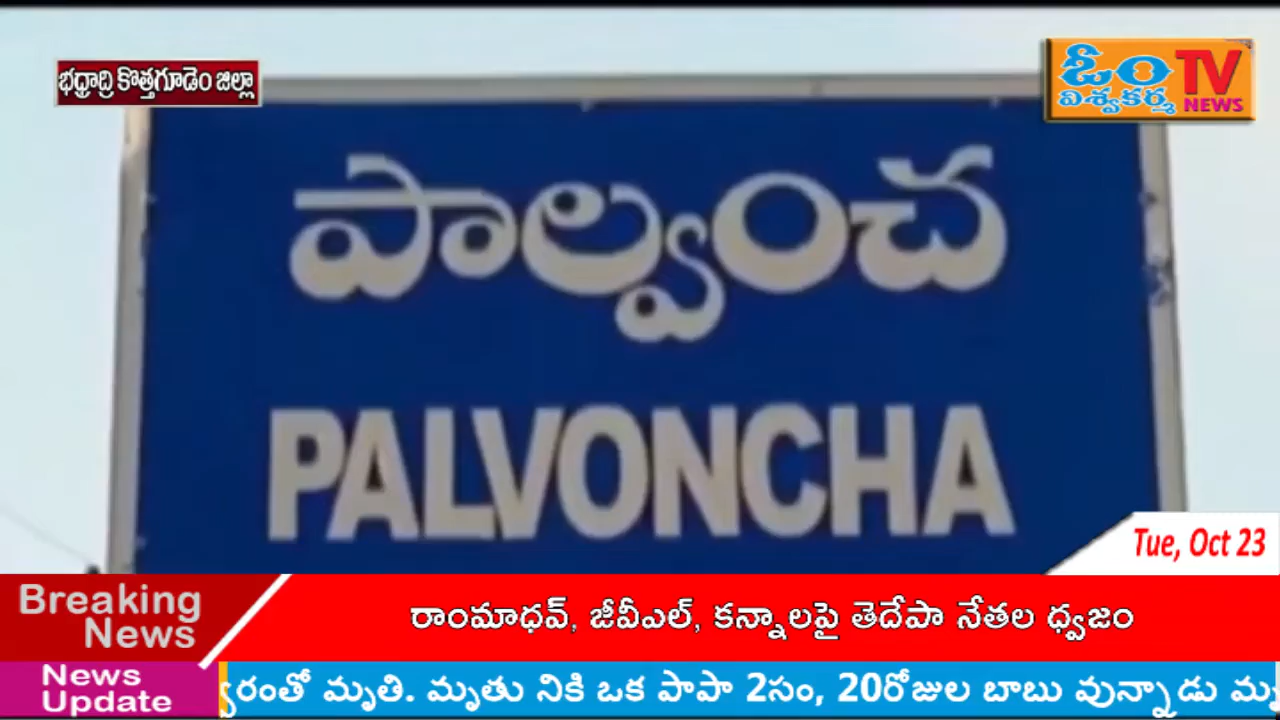 భద్రాద్రి కొత్తగూడెం జిల్లా
ఓం TV
విశ్వకర్మ NEWS
పాల్వంచ
PALVONCHA
Tue, Oct 23
Breaking
News
రాంమాధవ్, జీవీఎల్, కన్నాలపై తెదేపా నేతల ధ్వజం
News
Update
రంతో మృతి. మృతు నికి ఒక పాపా 2సం, 20రోజుల బాబు వున్నాడు